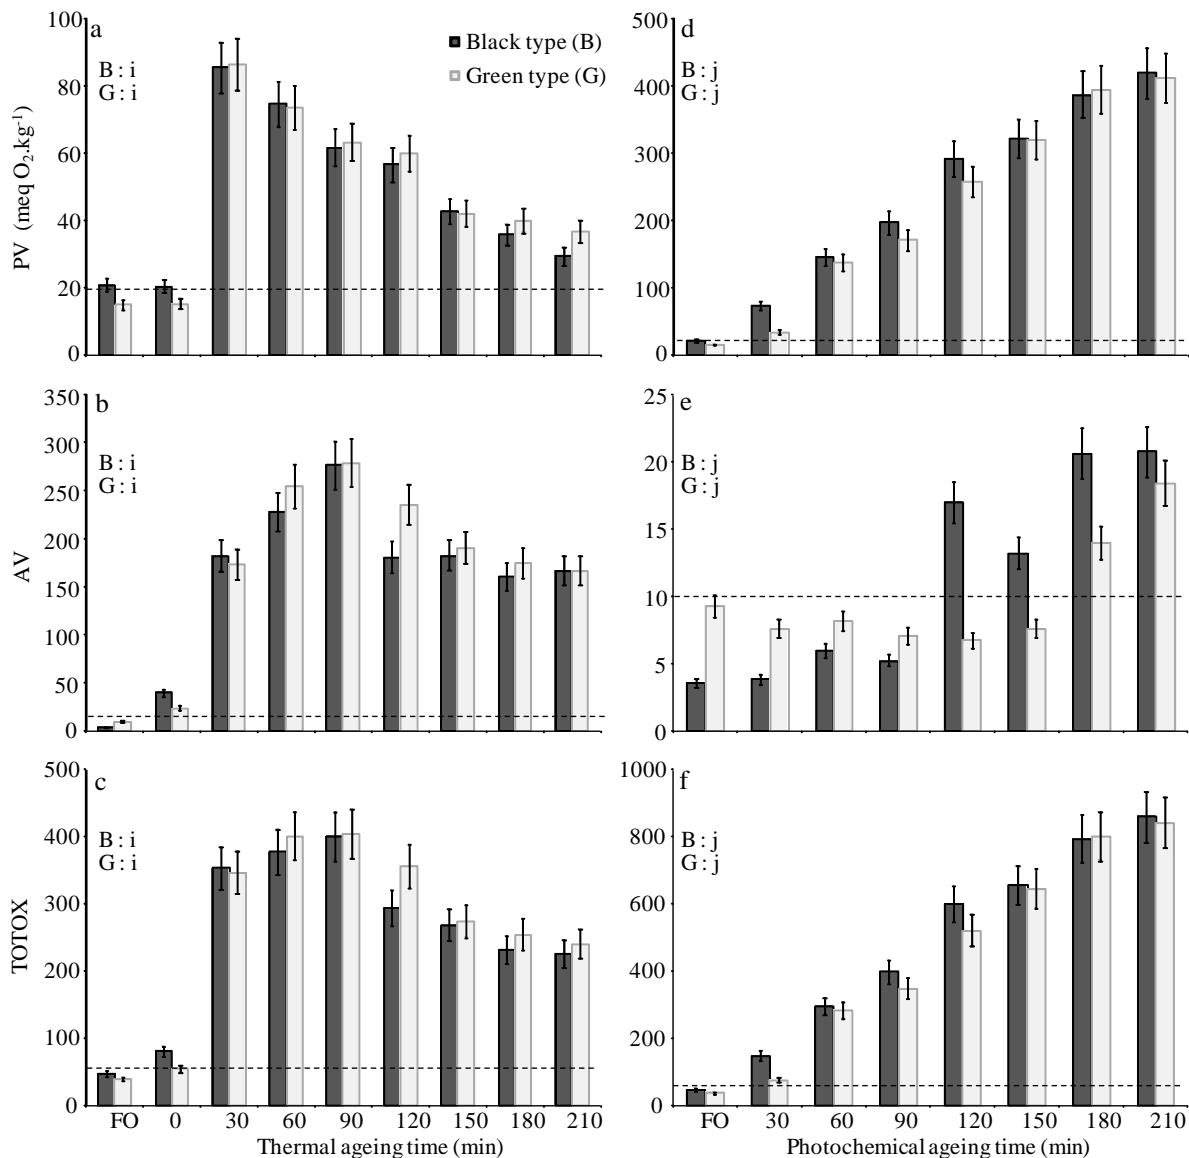 a
Black type (B)
Green type (G)
B : i
G : i
PV (meq O₂.kg⁻¹)
100
80
60
40
20
0
d
B : j
G : j
500
400
300
200
100
0
b
B : i
G : i
AV
350
300
250
200
150
100
50
0
e
B : j
G : j
25
20
15
10
5
0
c
B : i
G : i
TOTOX
500
400
300
200
100
0
FO 0 30 60 90 120 150 180 210
Thermal ageing time (min)
f
B : j
G : j
1000
800
600
400
200
0
FO 30 60 90 120 150 180 210
Photochemical ageing time (min)